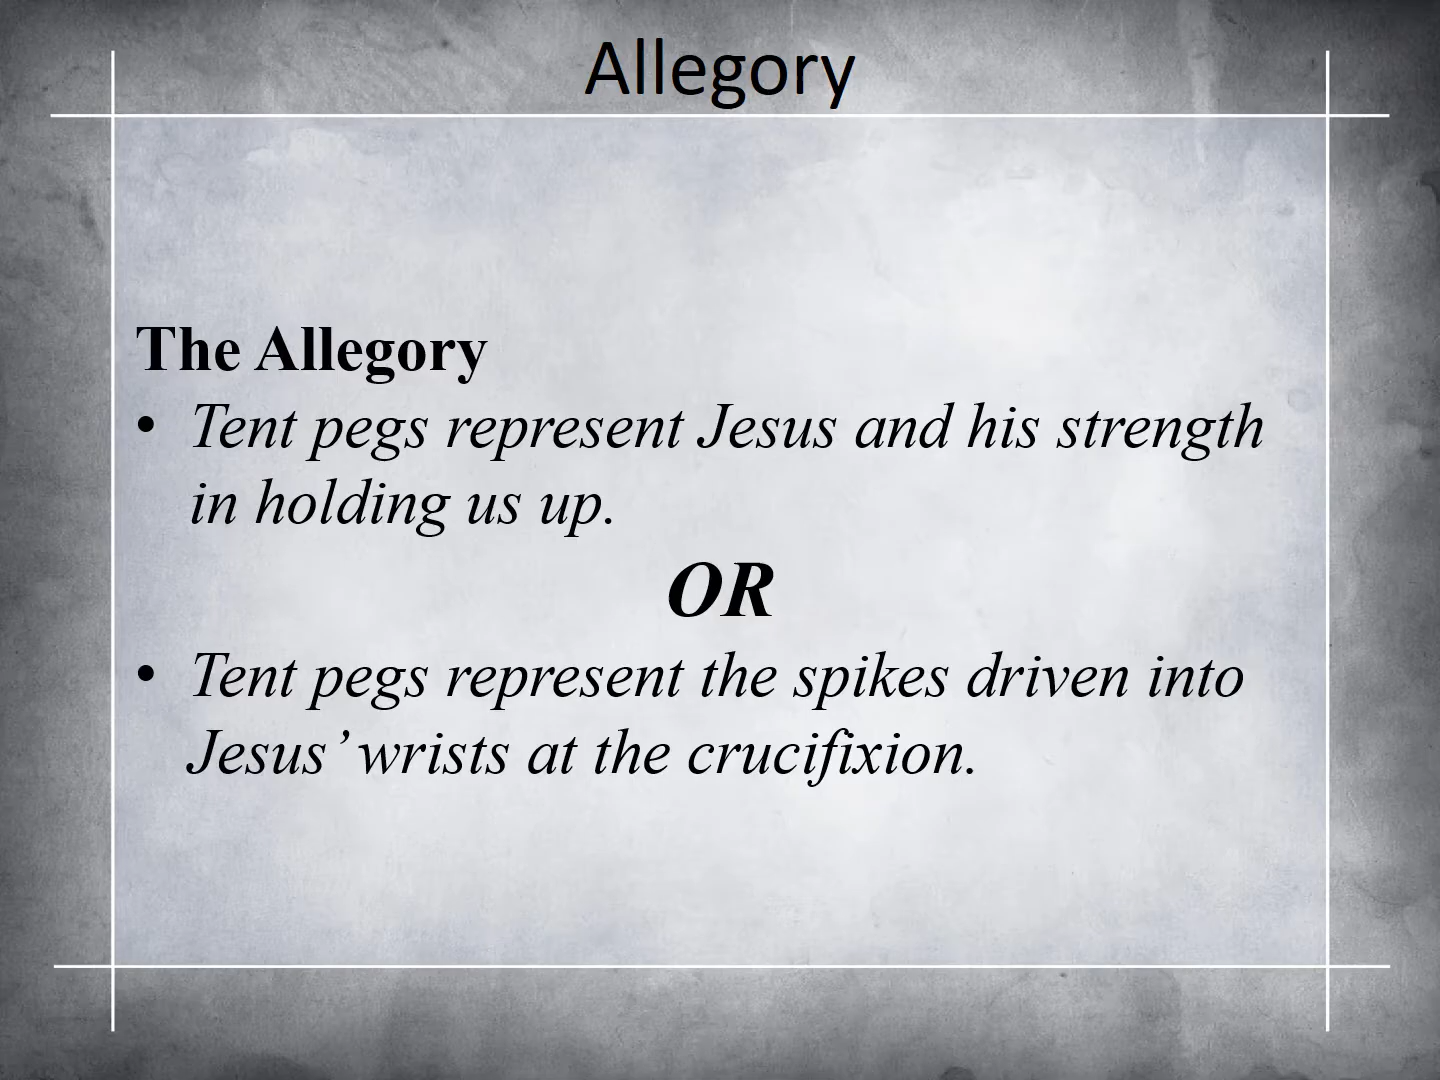 Allegory
The Allegory
• Tent pegs represent Jesus and his strength
in holding us up.
OR
• Tent pegs represent the spikes driven into
Jesus’ wrists at the crucifixion.